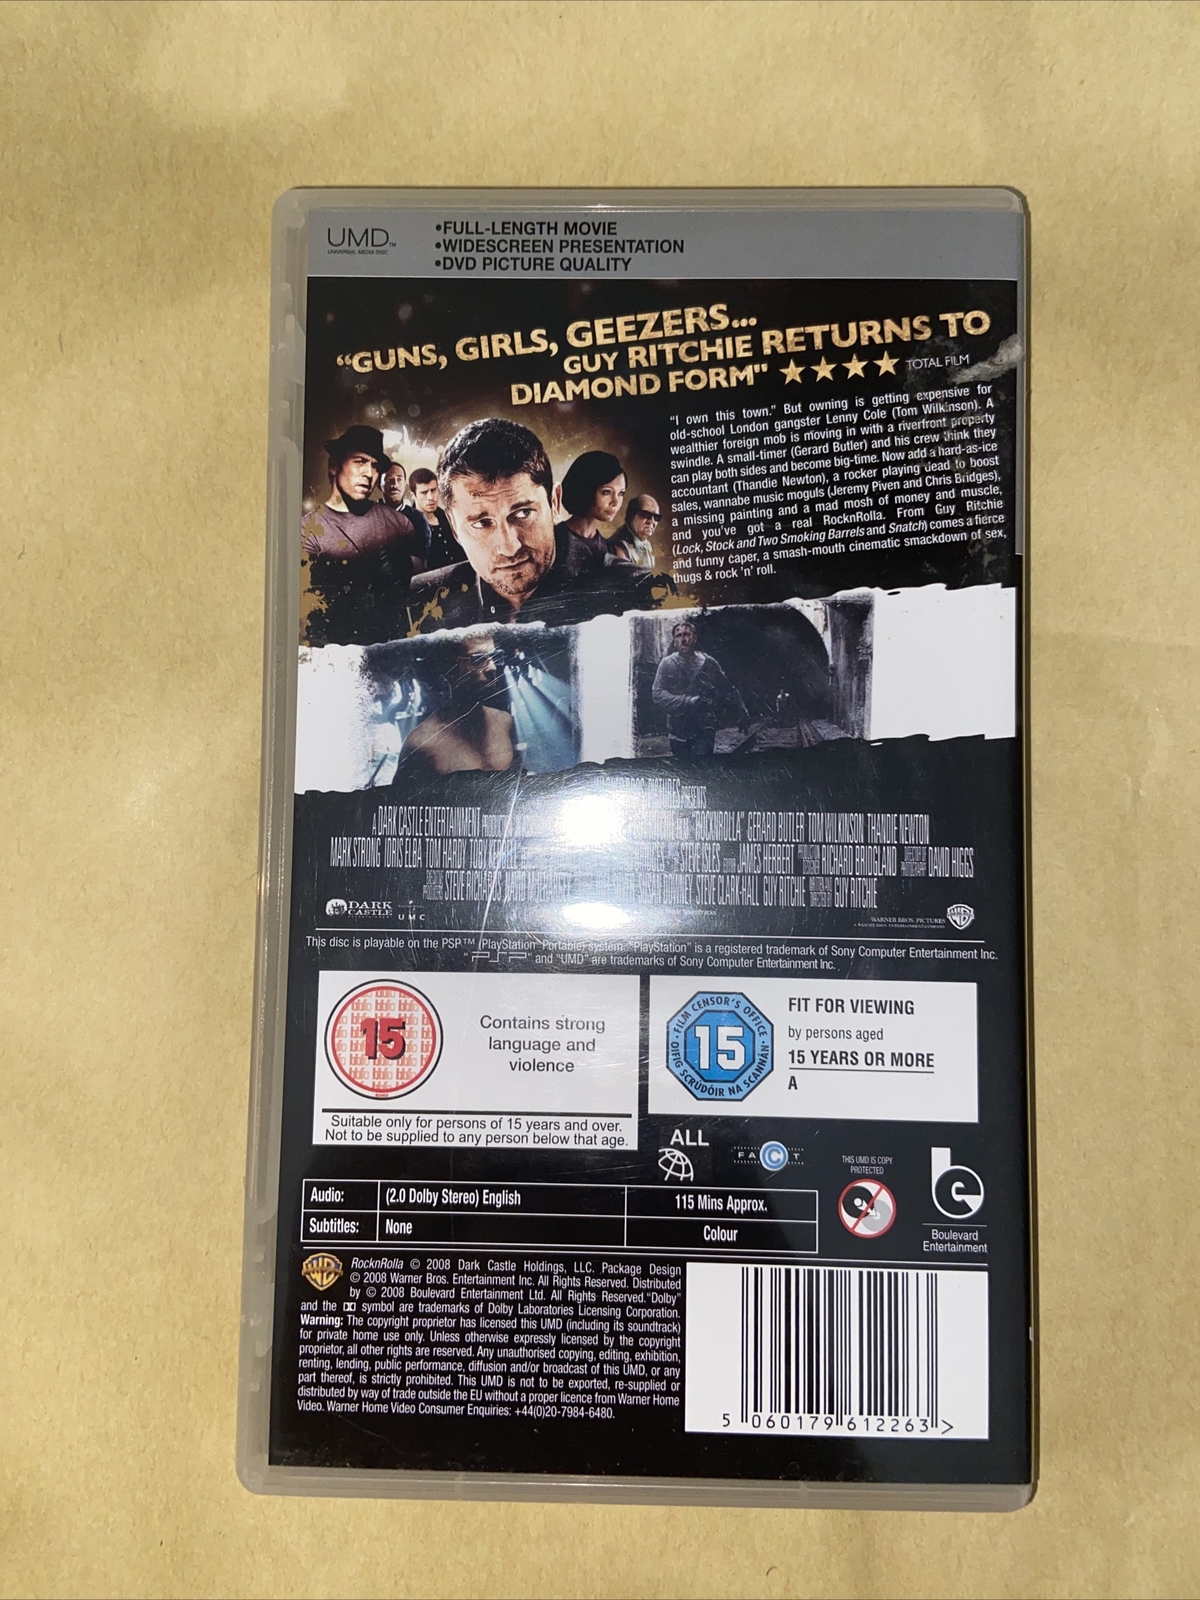 UMD™
UNIVERSAL MEDIA DISC
•FULL-LENGTH MOVIE
•WIDESCREEN PRESENTATION
•DVD PICTURE QUALITY
“GUNS, GIRLS, GEEZERS...
GUY RITCHIE RETURNS TO
DIAMOND FORM" ★★★★ TOTAL FILM
“I own this town.” But owning is getting expensive for
old-school London gangster Lenny Cole (Tom Wilkinson). A
wealthier foreign mob is moving in with a riverfront property
swindle. A small-timer (Gerard Butler) and his crew think they
can play both sides and become big-time. Now add a hard-as-ice
accountant (Thandie Newton), a rocker playing dead to boost
sales, wannabe music moguls (Jeremy Piven and Chris Bridges),
a missing painting and a mad mosh of money and muscle,
and you’ve got a real RocknRolla. From Guy Ritchie
(Lock, Stock and Two Smoking Barrels and Snatch) comes a fierce
and funny caper, a smash-mouth cinematic smackdown of sex,
thugs & rock ’n’ roll.
PICTURES PRESENTS
A DARK CASTLE ENTERTAINMENT "ROCKNROLLA" GERARD BUTLER TOM WILKINSON THANDIE NEWTON
MARK STRONG IDRIS ELBA TOM HARDY TOBY STEVE ISLES JAMES HERBERT RICHARD BRIDGLAND DAVID HIGGS
STEVE RICHARDS SUSAN DOWNEY STEVE CLARK-HALL GUY RITCHIE GUY RITCHIE
DARK CASTLE
UMC
WARNER BROS. PICTURES
This disc is playable on the PSP™ (PlayStation®Portable) system. “PlayStation” is a registered trademark of Sony Computer Entertainment Inc.
“PSP” and “UMD” are trademarks of Sony Computer Entertainment Inc.
15
Contains strong
language and
violence
Suitable only for persons of 15 years and over.
Not to be supplied to any person below that age.
FILM CENSOR'S OFFICE
15
OIFIG SCRÚDÓIR NA SCANNÁN
FIT FOR VIEWING
by persons aged
15 YEARS OR MORE
A
ALL
FACT
THIS UMD IS COPY
PROTECTED
Boulevard
Entertainment
Audio: (2.0 Dolby Stereo) English 115 Mins Approx.
Subtitles: None Colour
RocknRolla © 2008 Dark Castle Holdings, LLC. Package Design
© 2008 Warner Bros. Entertainment Inc. All Rights Reserved. Distributed
by © 2008 Boulevard Entertainment Ltd. All Rights Reserved. “Dolby”
and the symbol are trademarks of Dolby Laboratories Licensing Corporation.
Warning: The copyright proprietor has licensed this UMD (including its soundtrack)
for private home use only. Unless otherwise expressly licensed by the copyright
proprietor, all other rights are reserved. Any unauthorised copying, editing, exhibition,
renting, lending, public performance, diffusion and/or broadcast of this UMD, or any
part thereof, is strictly prohibited. This UMD is not to be exported, re-supplied or
distributed by way of trade outside the EU without a proper licence from Warner Home
Video. Warner Home Video Consumer Enquiries: +44(0)20-7984-6480.
5 060179 612263 >